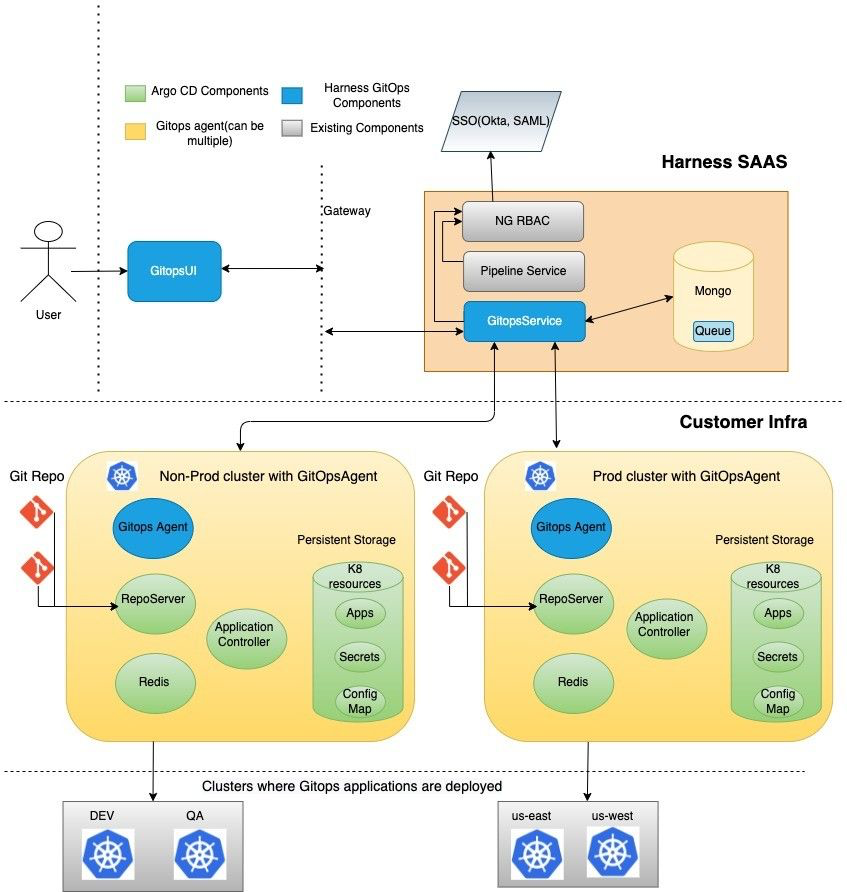 Argo CD Components
Harness GitOps
Components
Gitops agent(can be
multiple)
Existing Components
SSO(Okta, SAML)
Harness SAAS
Gateway
NG RBAC
GitopsUI
Pipeline Service
Mongo
User
GitopsService
Queue
Customer Infra
Git Repo
Non-Prod cluster with GitOpsAgent
Gitops Agent
Persistent Storage
K8
resources
RepoServer
Apps
Application
Controller
Secrets
Redis
Config
Map
Git Repo
Prod cluster with GitOpsAgent
Gitops Agent
Persistent Storage
K8
resources
RepoServer
Apps
Application
Controller
Secrets
Redis
Config
Map
Clusters where Gitops applications are deployed
DEV
QA
us-east
us-west